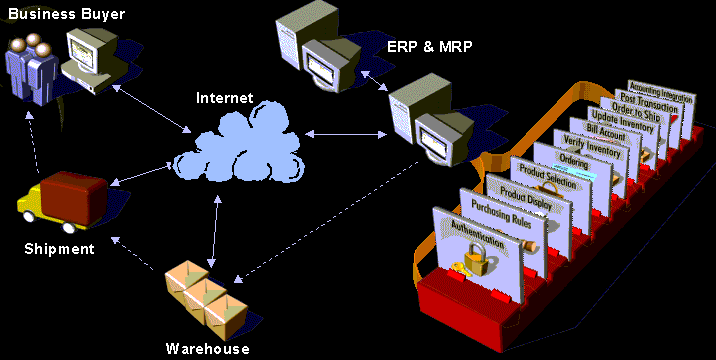 Business Buyer
ERP & MRP
Internet
Shipment
Warehouse
Accounting Integration
Post Transaction
Order to Ship
Update Inventory
Bill Account
Verify Inventory
Ordering
Product Selection
Product Display
Purchasing Rules
Authentication